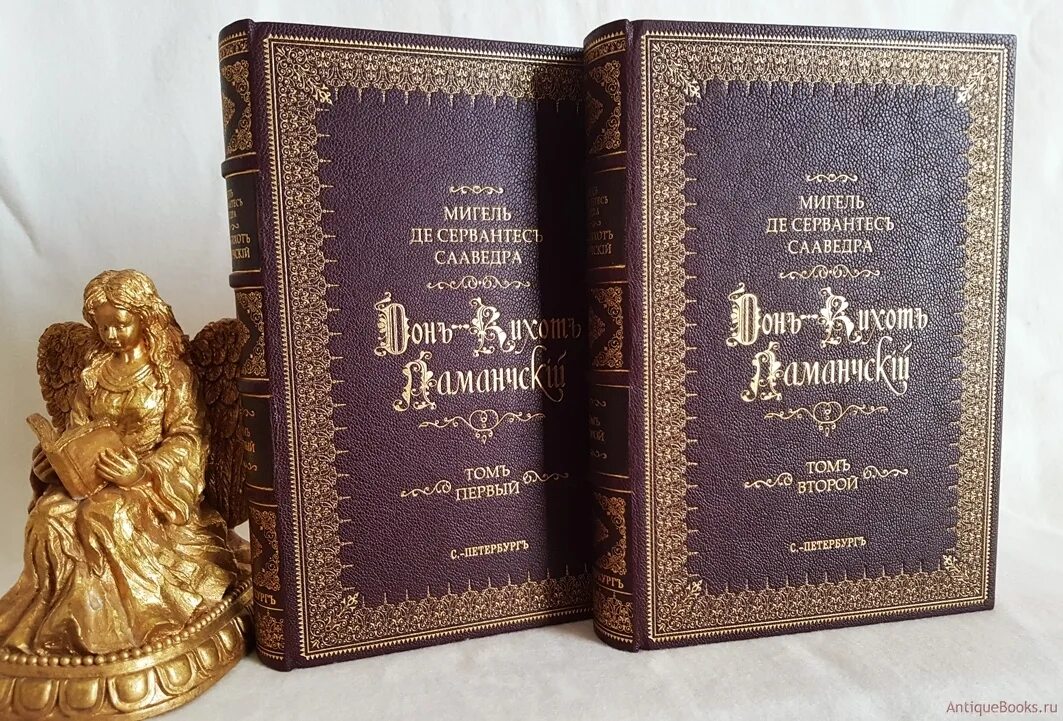 МИГЕЛЬ
ДЕ СЕРВАНТЕСЪ
СААВЕДРА
Донъ-Кихотъ
Ламанчскій
ТОМЪ
ПЕРВЫЙ
С.-ПЕТЕРБУРГЪ
МИГЕЛЬ
ДЕ СЕРВАНТЕСЪ
СААВЕДРА
Донъ-Кихотъ
Ламанчскій
ТОМЪ
ВТОРОЙ
С.-ПЕТЕРБУРГЪ
AntiqueBooks.ru